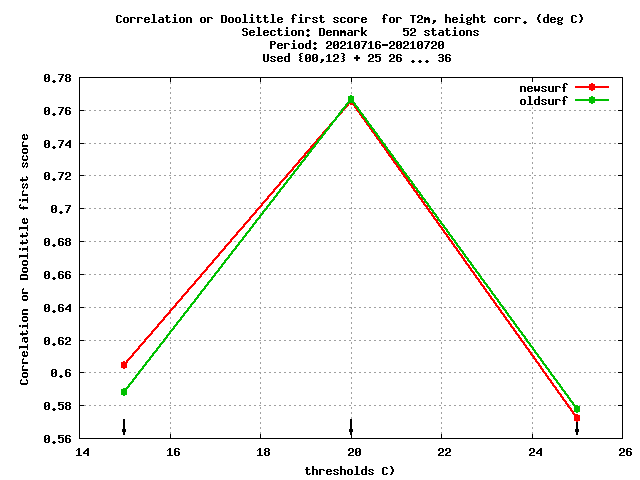 Correlation or Doolittle first score  for T2m, height corr. (deg C)
Selection: Denmark     52 stations
Period: 20210716-20210720
Used {00,12} + 25 26 ... 36
newsurf
oldsurf
0.78
0.76
0.74
0.72
0.7
0.68
0.66
0.64
0.62
0.6
0.58
0.56
Correlation or Doolittle first score
14 16 18 20 22 24 26
thresholds C)